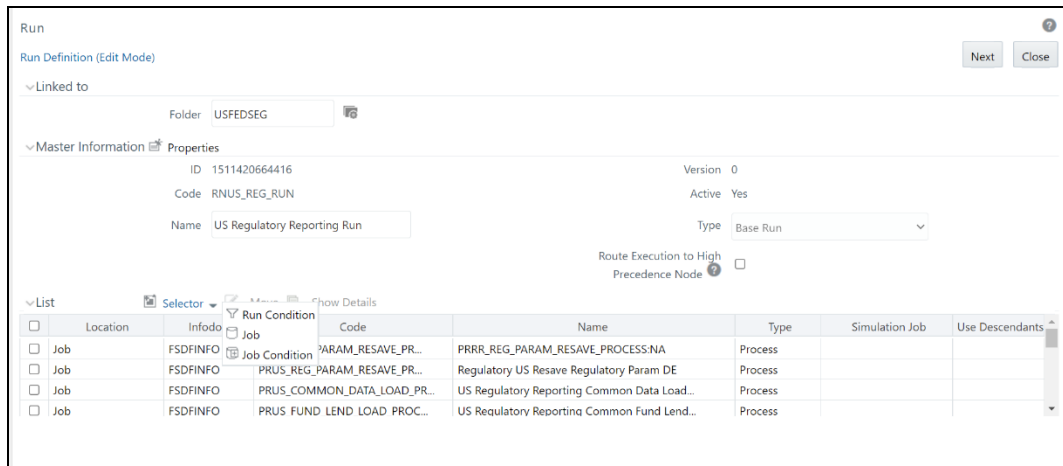 Run
Run Definition (Edit Mode)
Next Close
Linked to
Folder USFEDSEG
Master Information Properties
ID 1511420664416 Version 0
Code RNUS_REG_RUN Active Yes
Name US Regulatory Reporting Run Type Base Run
Route Execution to High
Precedence Node
List Selector Move Show Details
Run Condition
Job
Job Condition
Location Infodo Code Name Type Simulation Job Use Descendants
Job FSDFINFO PARAM_RESAVE_PR... PRRR_REG_PARAM_RESAVE_PROCESS:NA Process
Job FSDFINFO PRUS_REG_PARAM_RESAVE_PR... Regulatory US Resave Regulatory Param DE Process
Job FSDFINFO PRUS_COMMON_DATA_LOAD_PR... US Regulatory Reporting Common Data Load... Process
Job FSDFINFO PRUS_FUND_LEND_LOAD_PROC... US Regulatory Reporting Common Fund Lend... Process